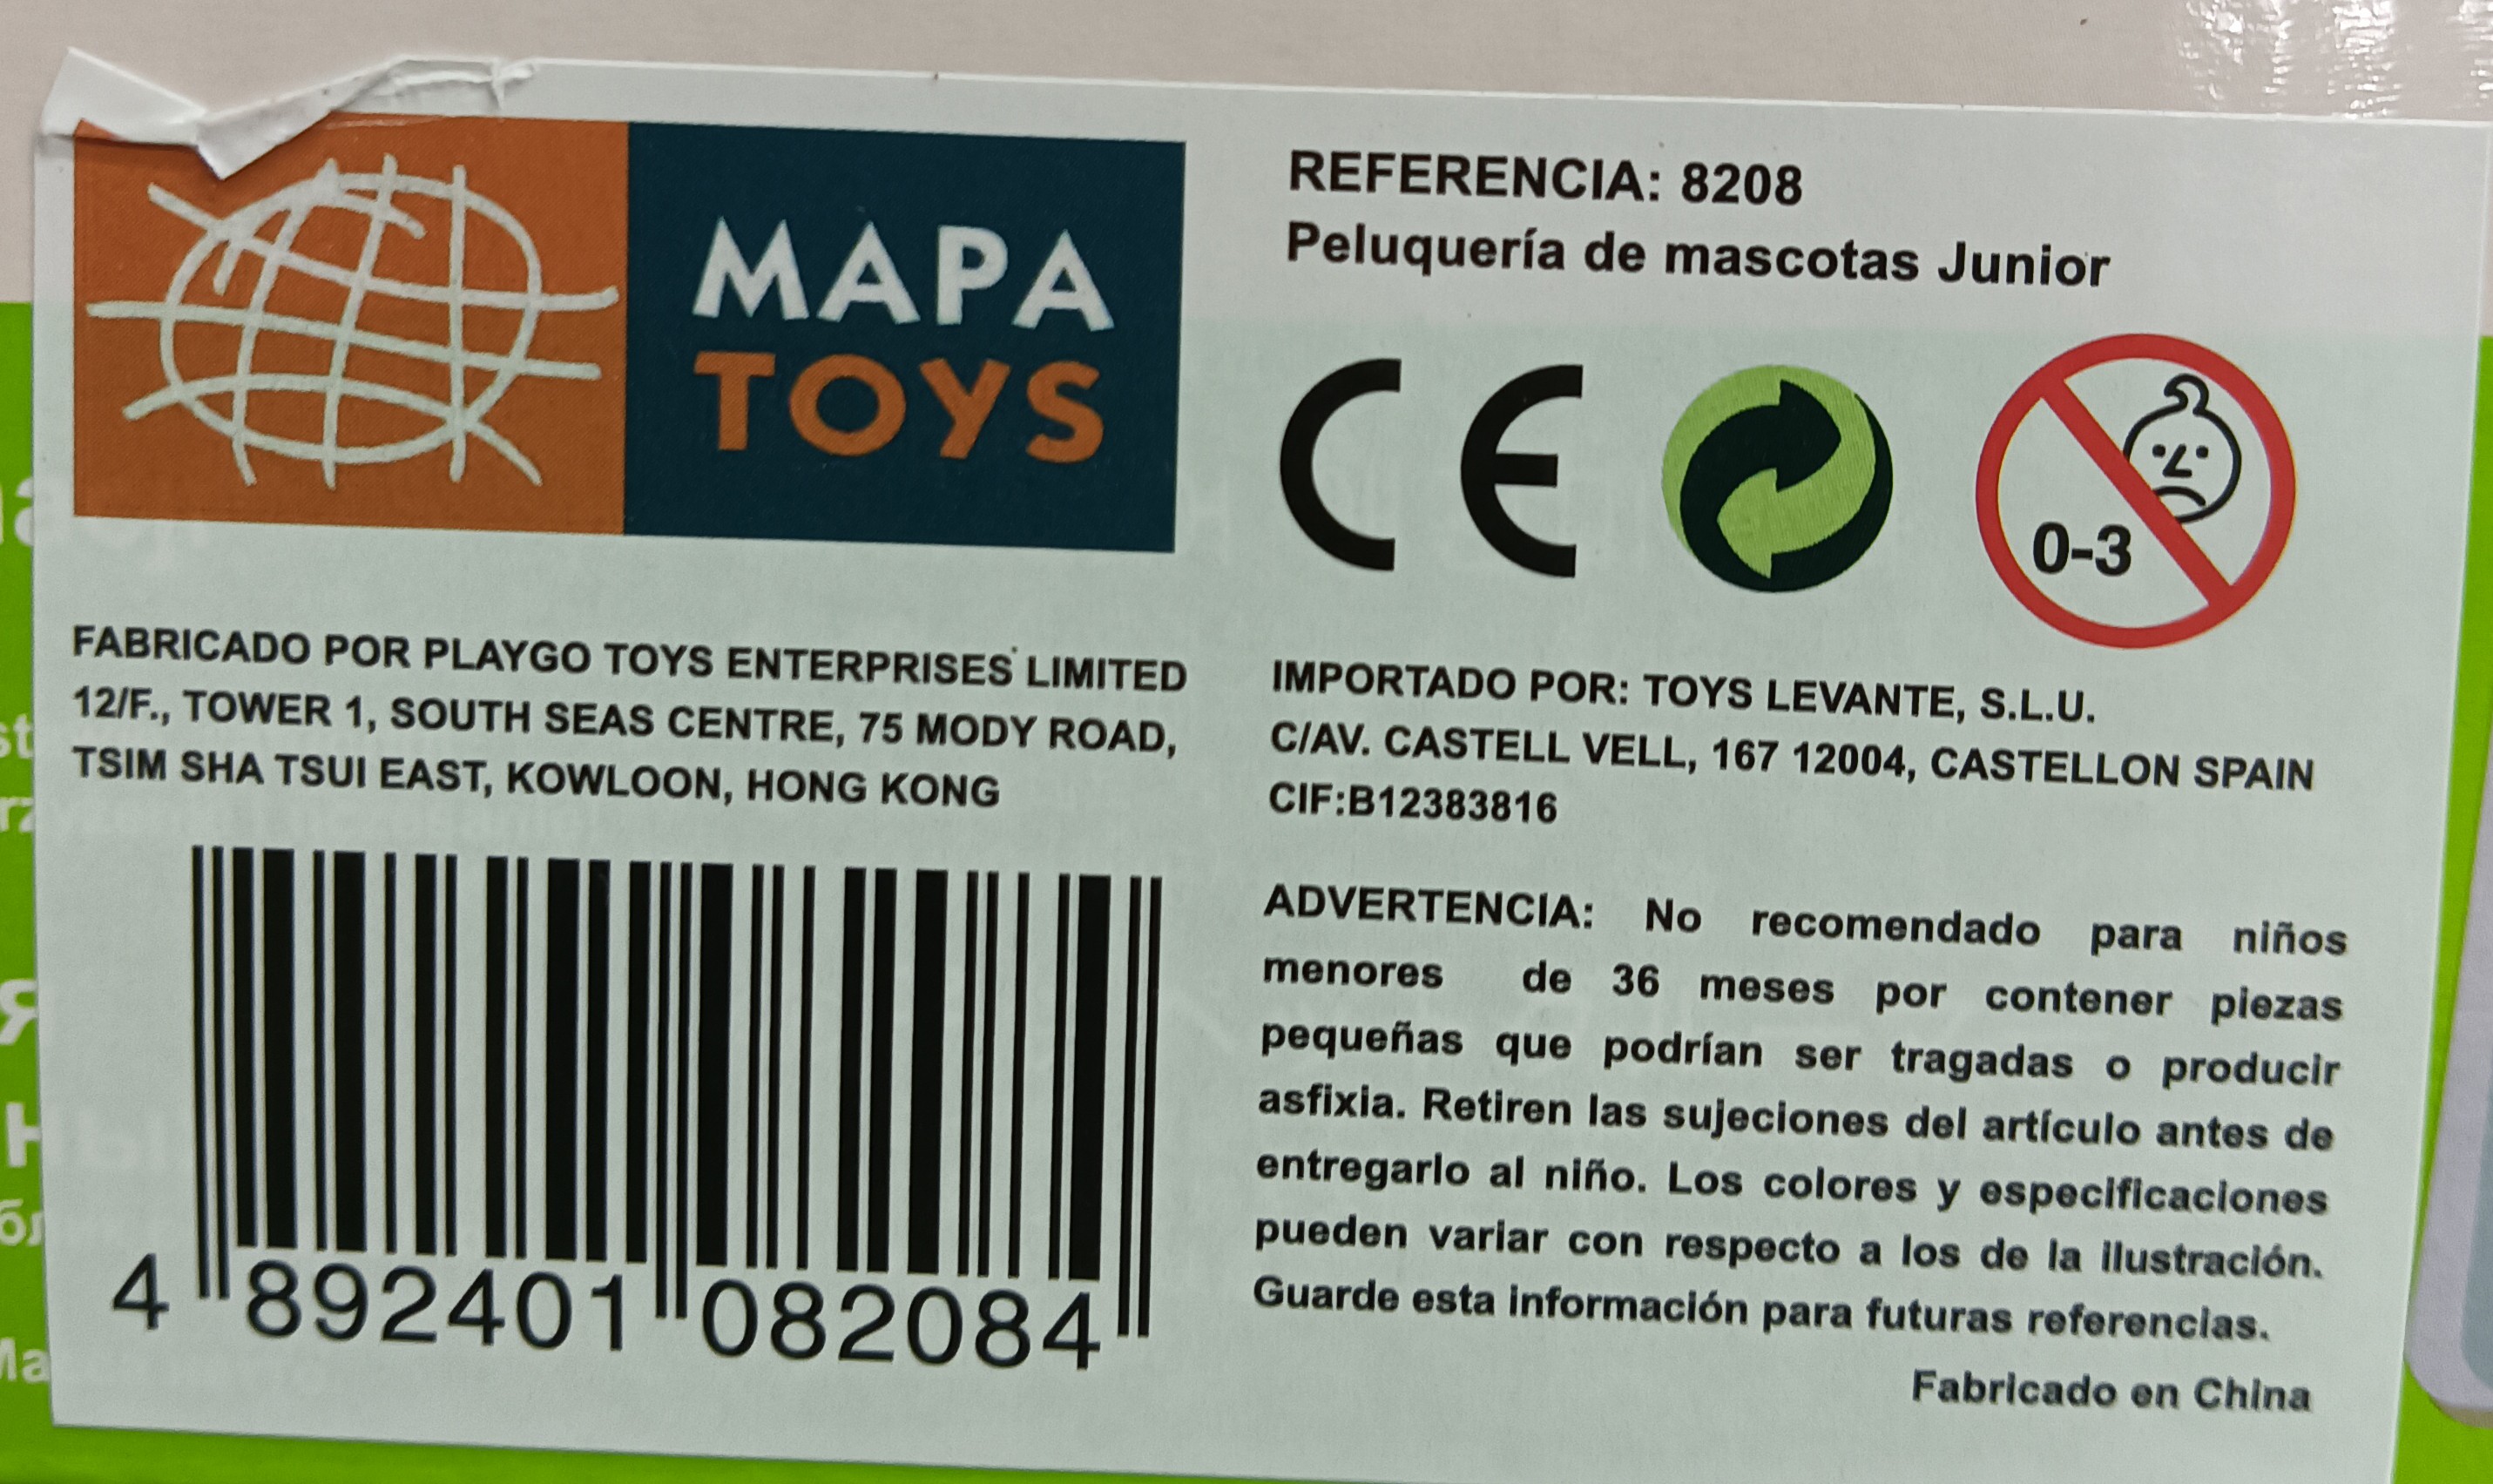 MAPA
TOYS
REFERENCIA: 8208
Peluquería de mascotas Junior
CE
0-3
FABRICADO POR PLAYGO TOYS ENTERPRISES LIMITED
12/F., TOWER 1, SOUTH SEAS CENTRE, 75 MODY ROAD,
TSIM SHA TSUI EAST, KOWLOON, HONG KONG
IMPORTADO POR: TOYS LEVANTE, S.L.U.
C/AV. CASTELL VELL, 167 12004, CASTELLON SPAIN
CIF:B12383816
ADVERTENCIA: No recomendado para niños
menores de 36 meses por contener piezas
pequeñas que podrían ser tragadas o producir
asfixia. Retiren las sujeciones del artículo antes de
entregarlo al niño. Los colores y especificaciones
pueden variar con respecto a los de la ilustración.
Guarde esta información para futuras referencias.
Fabricado en China
4 892401 082084